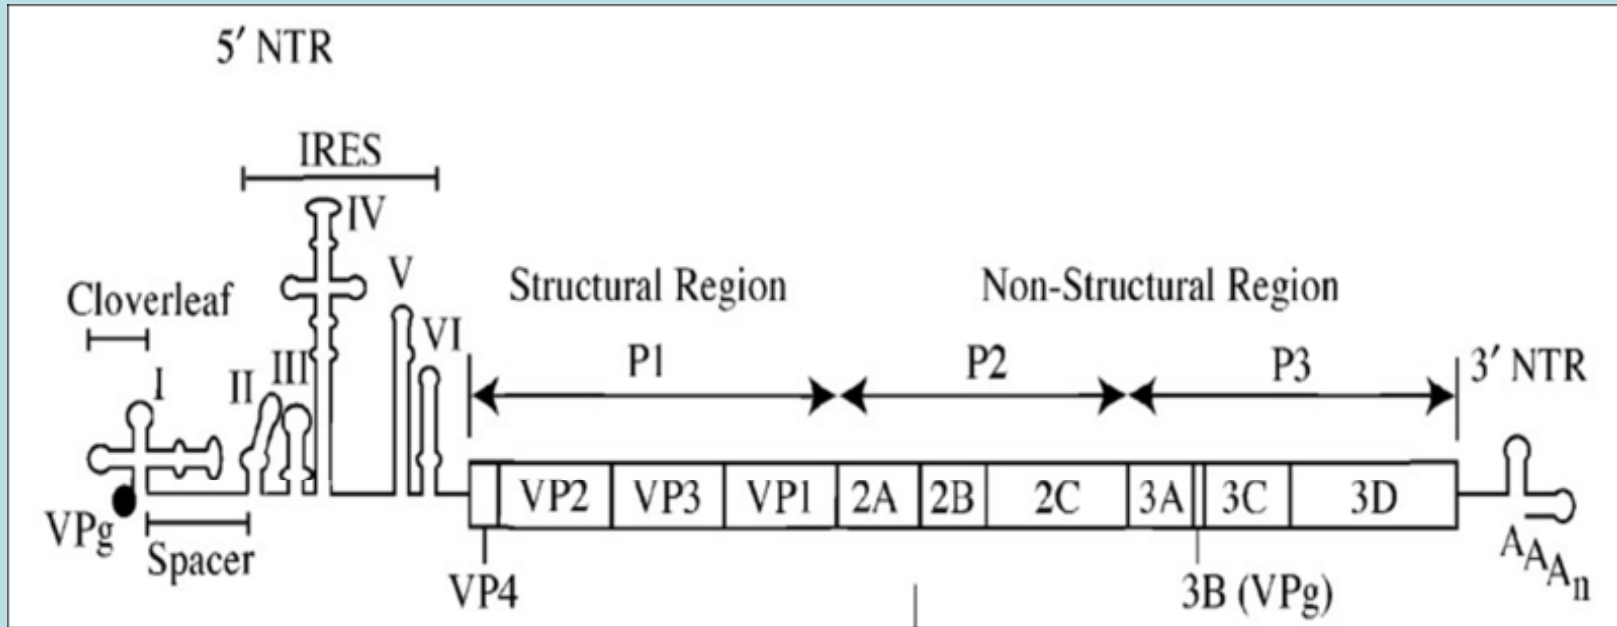 5′ NTR
IRES
IV
V
VI
Cloverleaf
I
II
III
Structural Region
Non-Structural Region
P1
P2
P3
3′ NTR
VP2 VP3 VP1 2A 2B 2C 3A 3C 3D
VPg
Spacer
VP4
3B (VPg)
AAAn